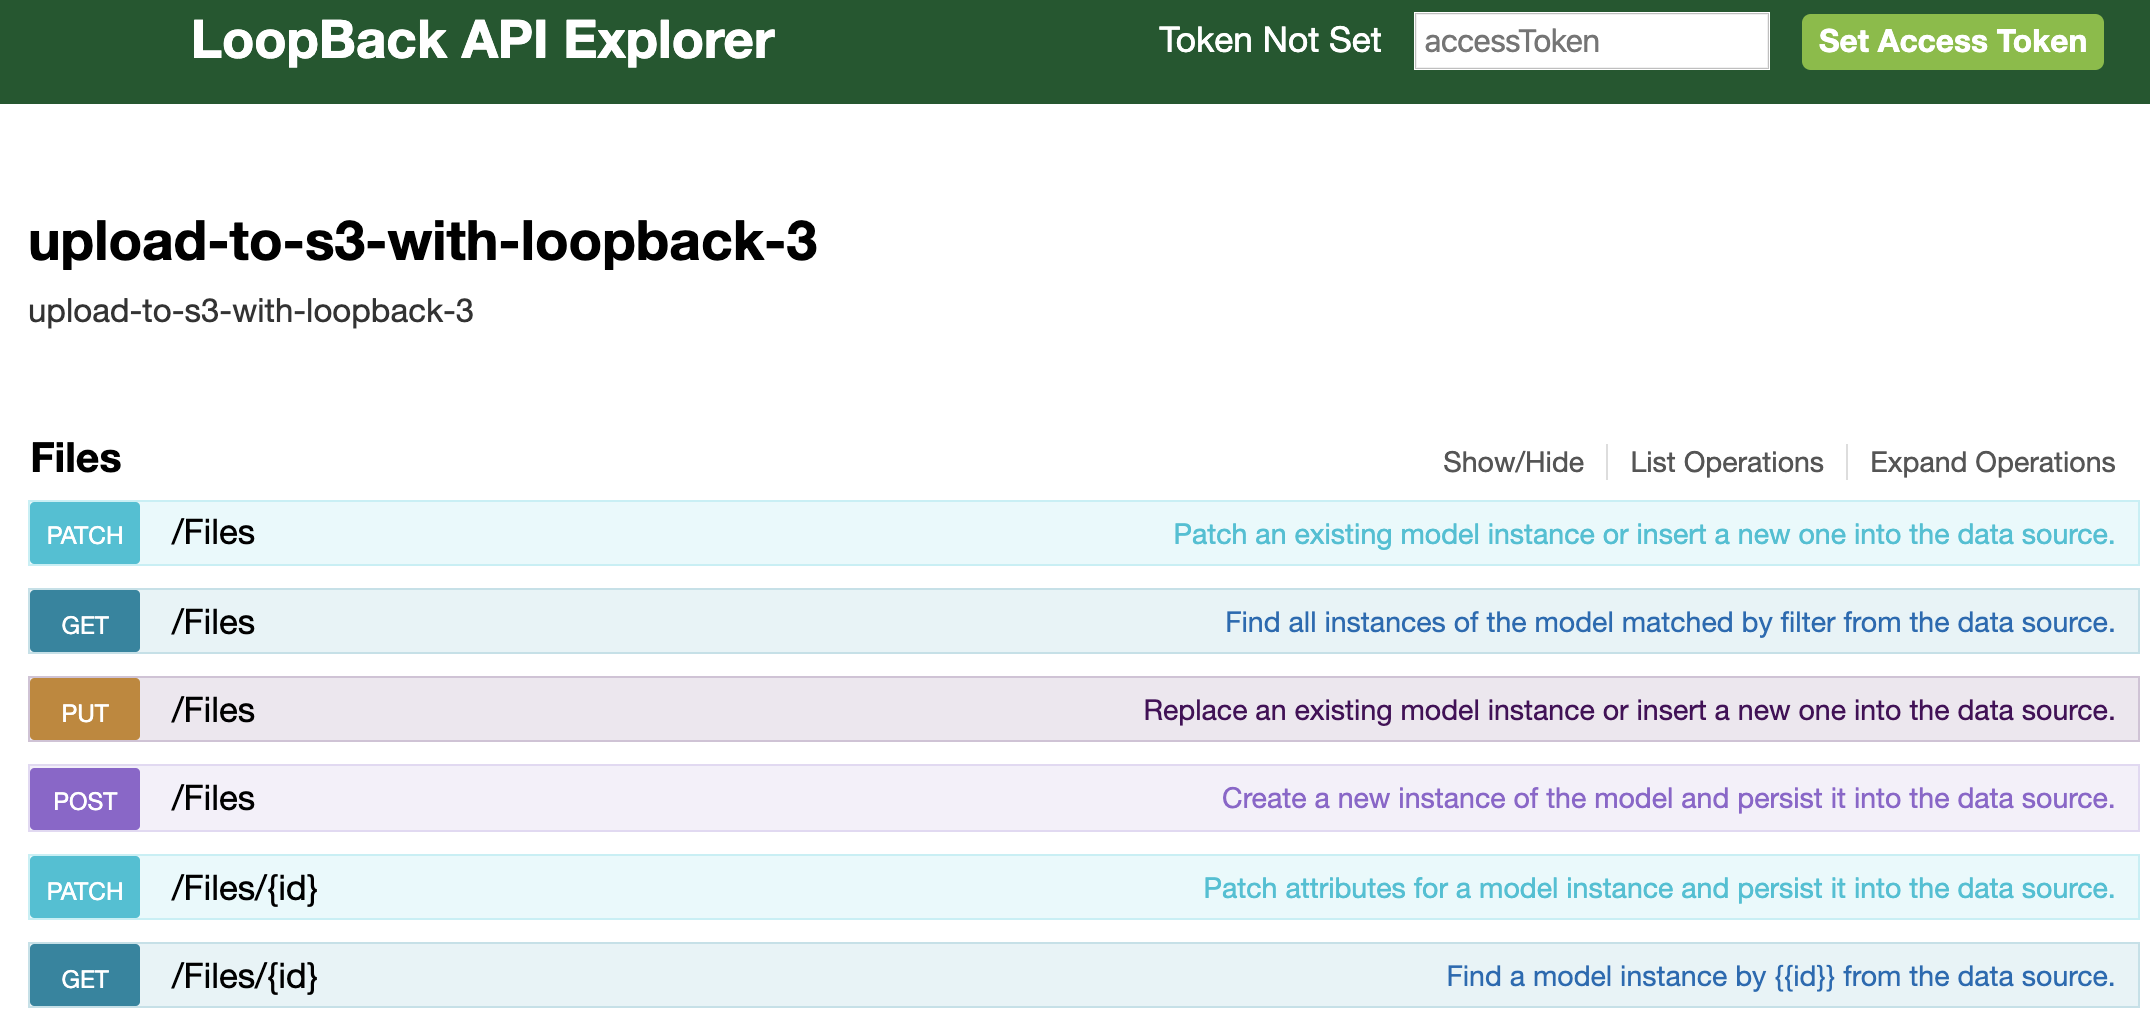 LoopBack API Explorer Token Not Set accessToken Set Access Token
upload-to-s3-with-loopback-3
upload-to-s3-with-loopback-3
Files Show/Hide List Operations Expand Operations
PATCH /Files Patch an existing model instance or insert a new one into the data source.
GET /Files Find all instances of the model matched by filter from the data source.
PUT /Files Replace an existing model instance or insert a new one into the data source.
POST /Files Create a new instance of the model and persist it into the data source.
PATCH /Files/{id} Patch attributes for a model instance and persist it into the data source.
GET /Files/{id} Find a model instance by {{id}} from the data source.